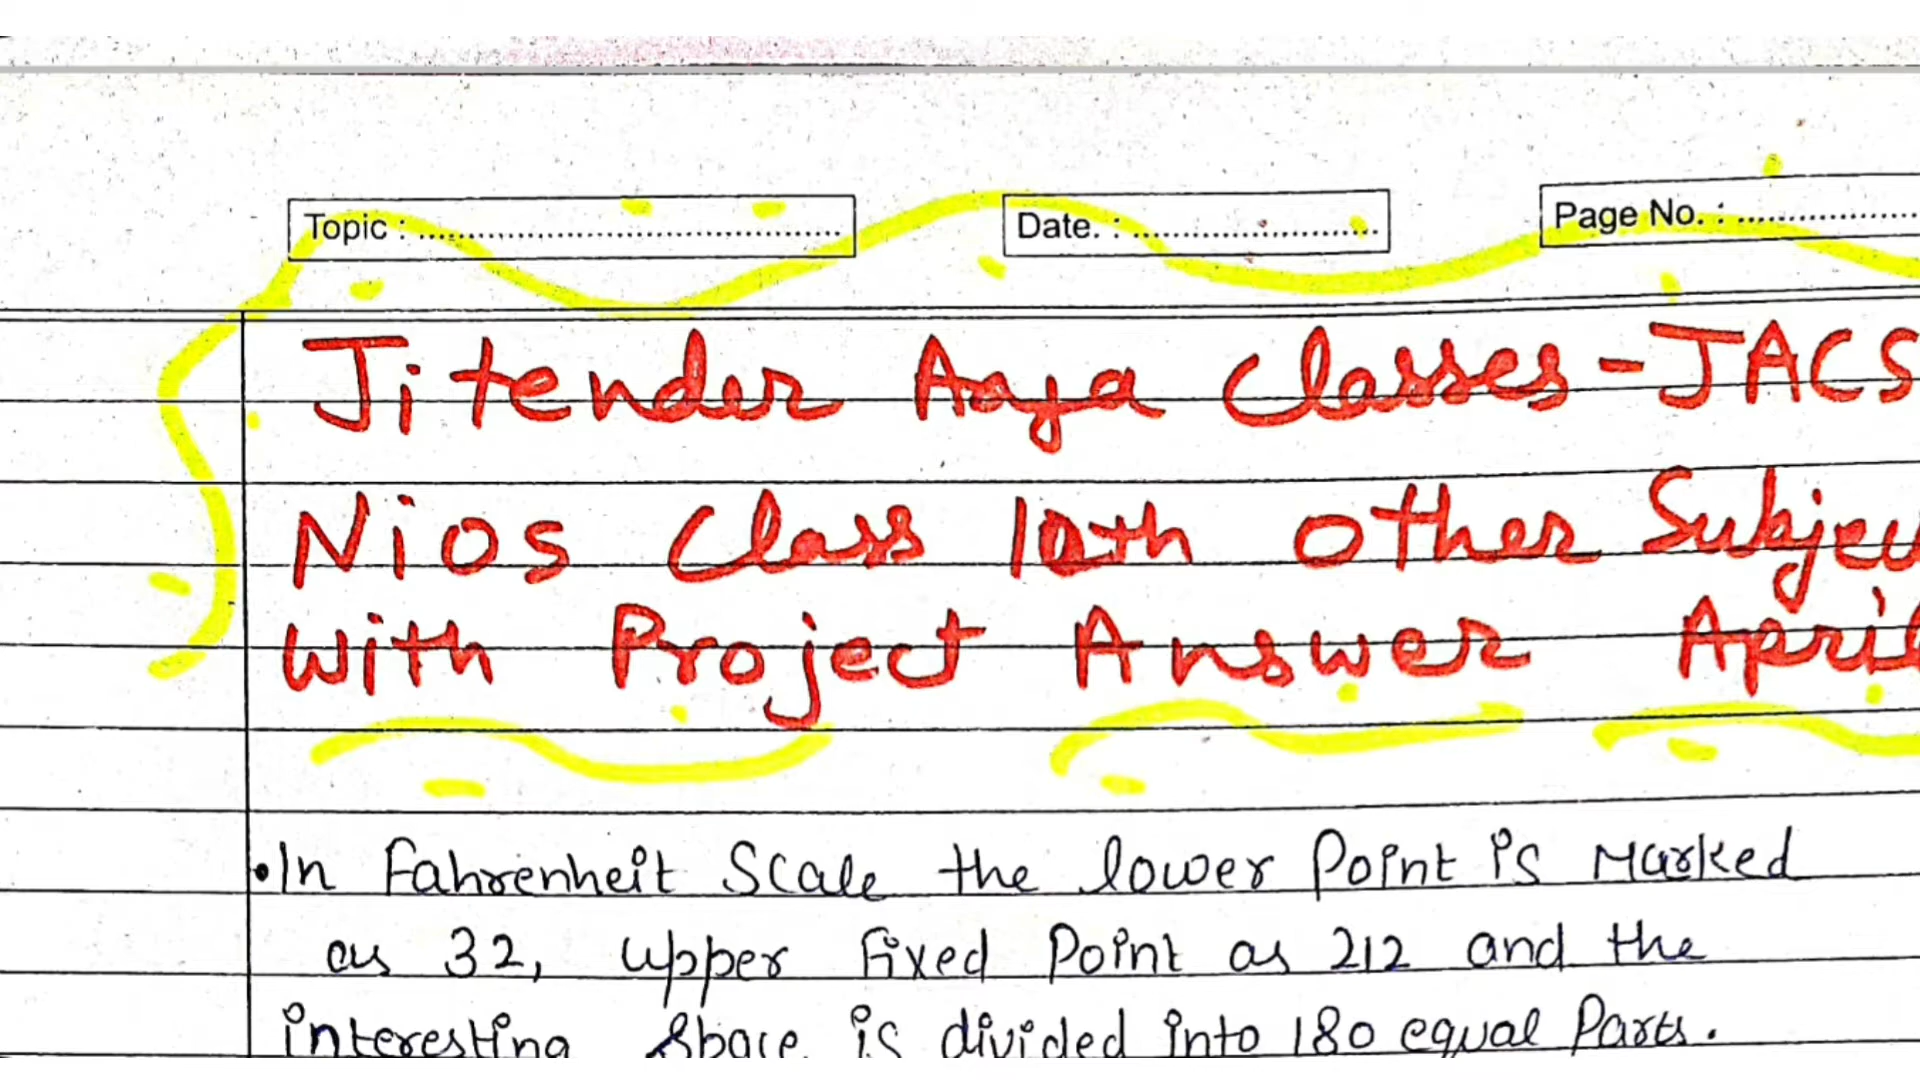 Topic : ............................................ Date. : ........................... Page No. : ....................
Jitender Aaja Classes - JACS
NiOS Class 10th Other Subjec
With Project Answer Apri
• In Fahrenheit Scale the lower Point is Marked
as 32, upper Fixed Point as 212 and the
interesting space is divided into 180 equal Parts.